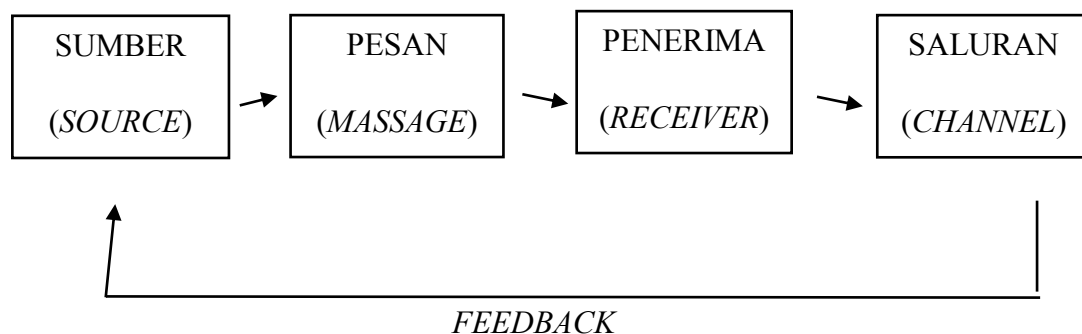 SUMBER
(SOURCE)
PESAN
(MASSAGE)
PENERIMA
(RECEIVER)
SALURAN
(CHANNEL)
FEEDBACK